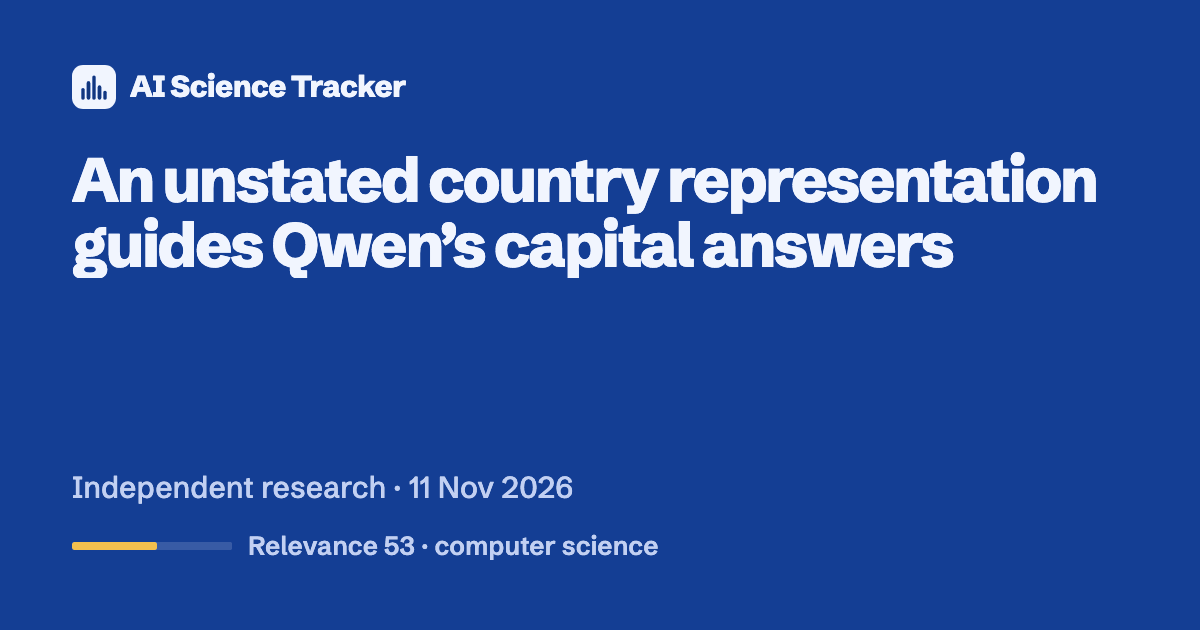 AI Science Tracker
An unstated country representation
guides Qwen’s capital answers
Independent research · 11 Nov 2026
Relevance 53 · computer science